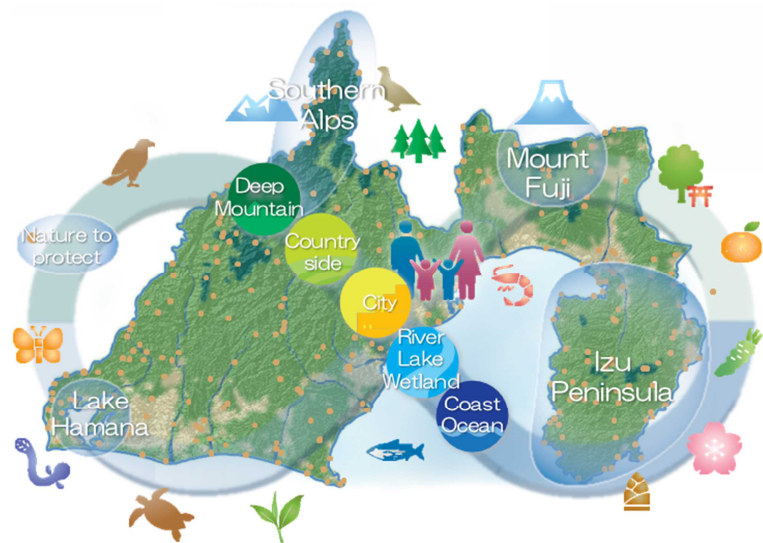 Southern
Alps
Mount
Fuji
Deep
Mountain
Nature to
protect
Country
side
City
River
Lake
Wetland
Izu
Peninsula
Lake
Hamana
Coast
Ocean